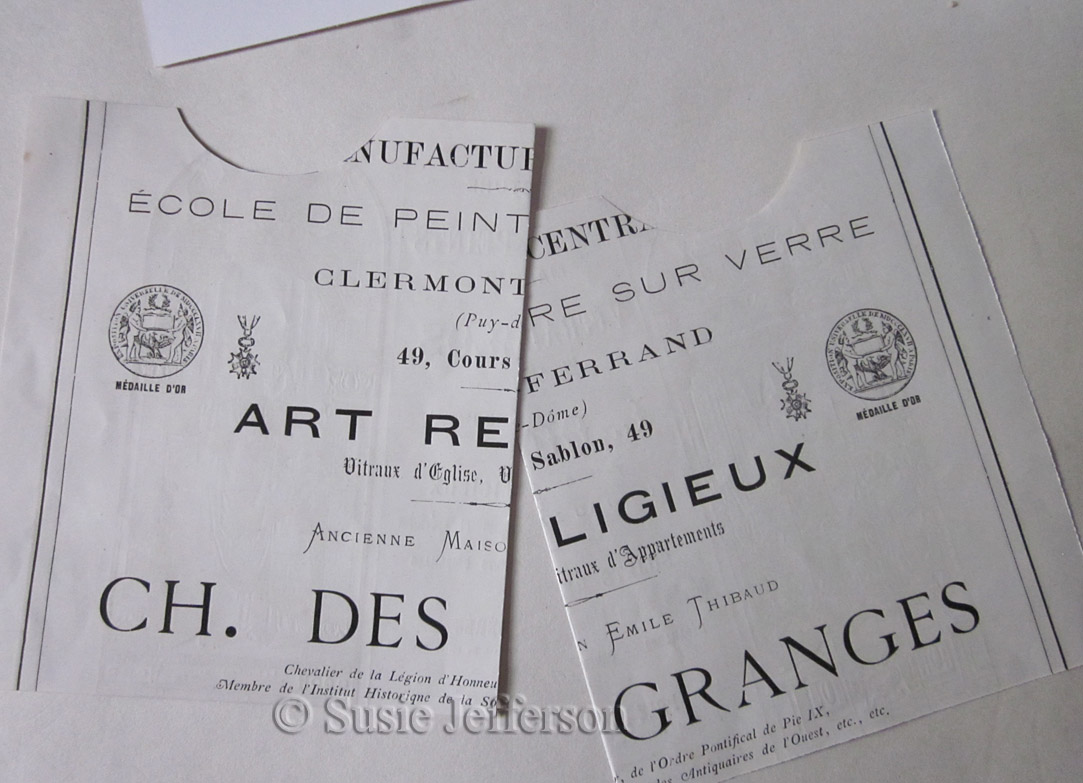 NUFACTUR
ÉCOLE DE PEINT
CLERMONT
(Puy-d
49, Cours
MÉDAILLE D'OR
ART RE
Vitraux d'Église, V
ANCIENNE MAISO
CH. DES
Chevalier de la Légion d'Honneu
Membre de l'Institut Historique de la So
CENTRA
RE SUR VERRE
FERRAND
-Dôme)
Sablon, 49
MÉDAILLE D'OR
LIGIEUX
itraux d'Appartements
N EMILE THIBAUD
GRANGES
, de l'Ordre Pontifical de Pie IX,
des Antiquaires de l'Ouest, etc., etc.
© Susie Jefferson